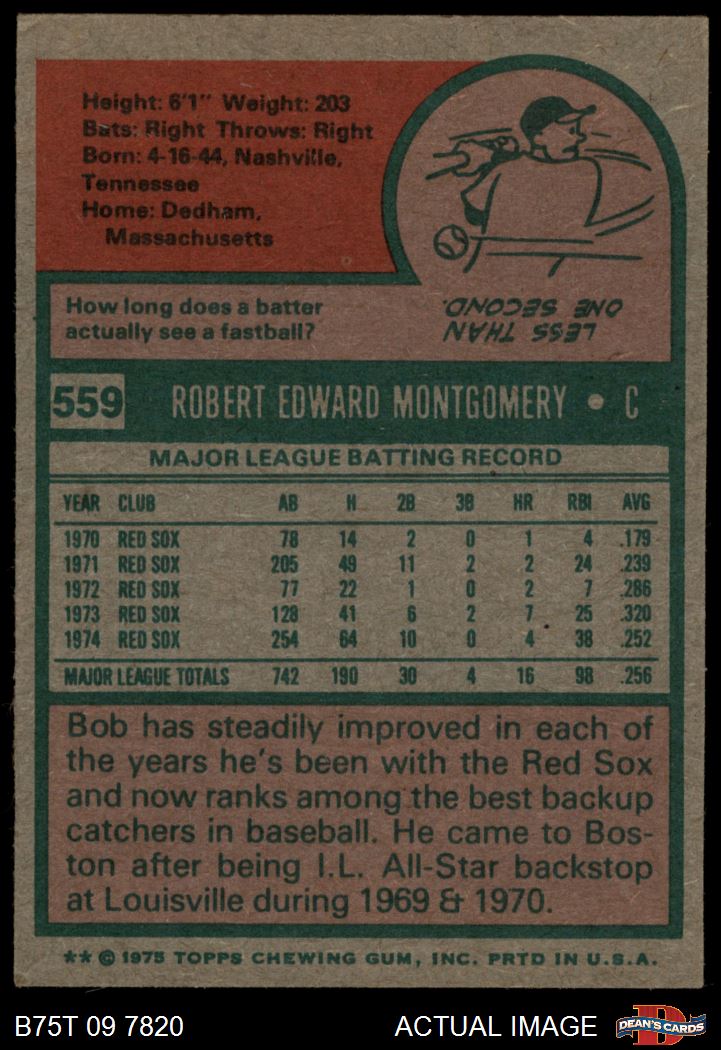 Height: 6'1" Weight: 203
Bats: Right Throws: Right
Born: 4-16-44, Nashville,
Tennessee
Home: Dedham,
Massachusetts
How long does a batter
actually see a fastball?
LESS THAN
ONE SECOND.
559 ROBERT EDWARD MONTGOMERY • C
MAJOR LEAGUE BATTING RECORD
YEAR CLUB AB H 2B 3B HR RBI AVG
1970 RED SOX 78 14 2 0 1 4 .179
1971 RED SOX 205 49 11 2 2 24 .239
1972 RED SOX 77 22 1 0 2 7 .286
1973 RED SOX 128 41 6 2 7 25 .320
1974 RED SOX 254 64 10 0 4 38 .252
MAJOR LEAGUE TOTALS 742 190 30 4 16 98 .256
Bob has steadily improved in each of
the years he's been with the Red Sox
and now ranks among the best backup
catchers in baseball. He came to Bos-
ton after being I.L. All-Star backstop
at Louisville during 1969 & 1970.
** © 1975 TOPPS CHEWING GUM, INC. PRTD IN U.S.A.
B75T 09 7820 ACTUAL IMAGE DEAN'S CARDS